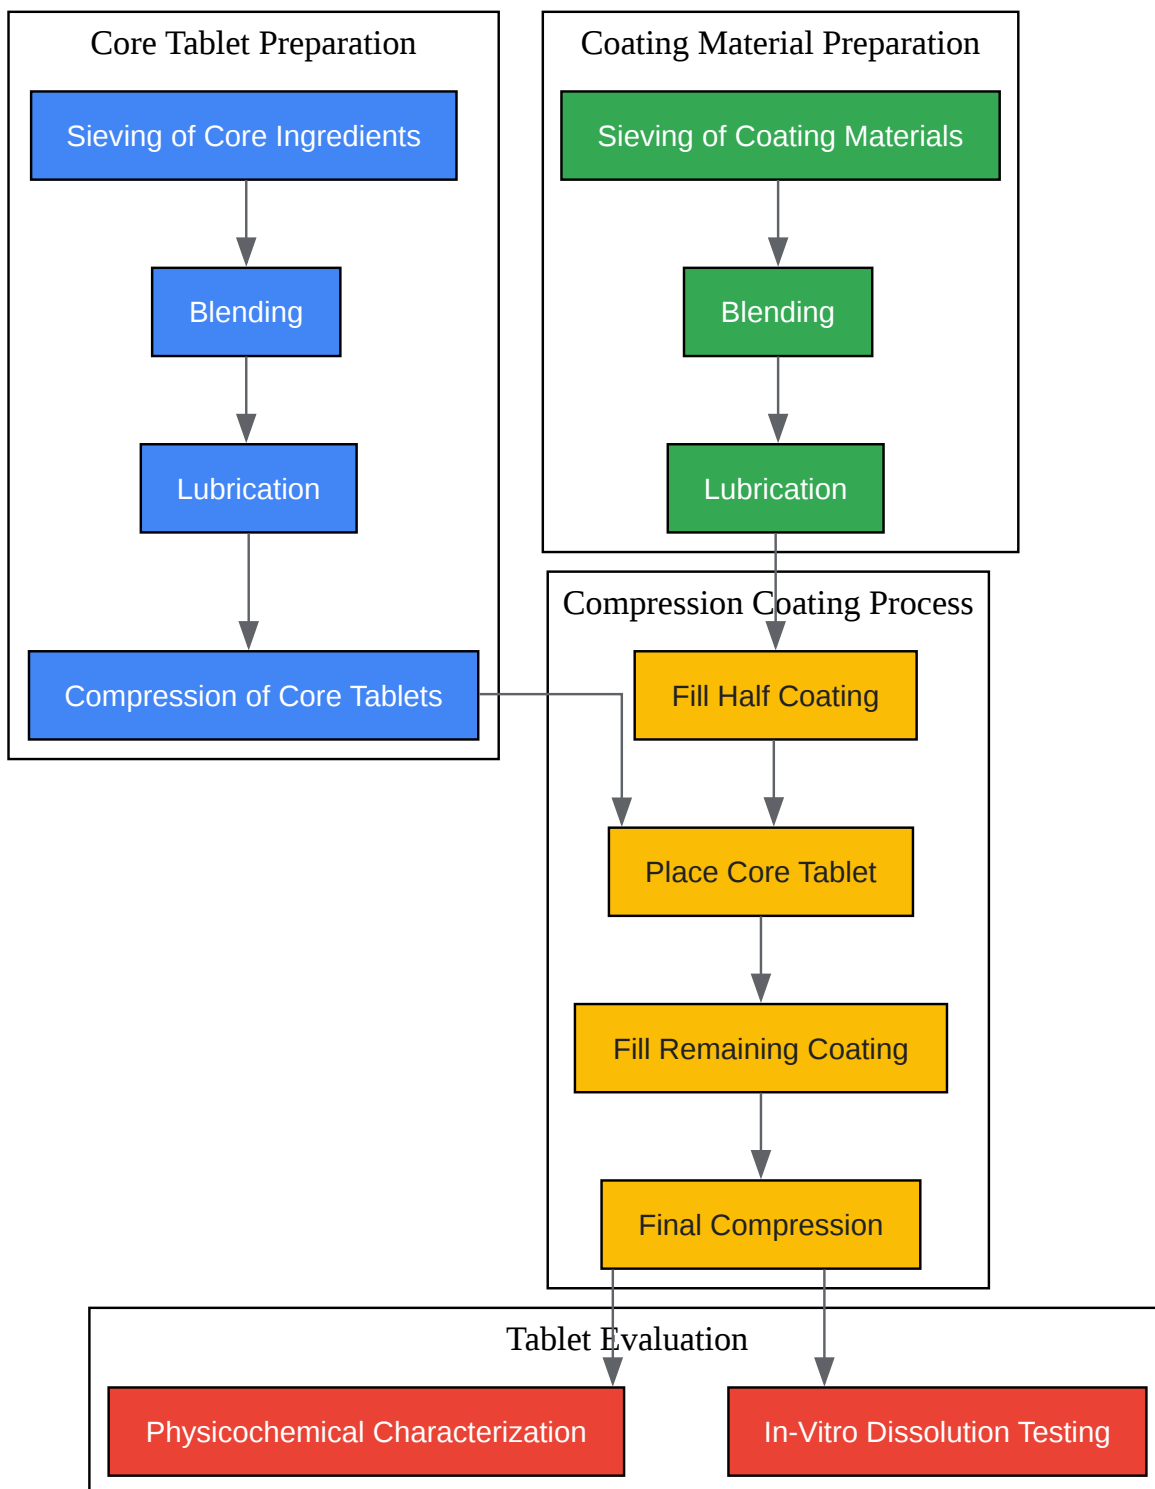 Core Tablet Preparation
Sieving of Core Ingredients
Blending
Lubrication
Compression of Core Tablets
Coating Material Preparation
Sieving of Coating Materials
Blending
Lubrication
Compression Coating Process
Fill Half Coating
Place Core Tablet
Fill Remaining Coating
Final Compression
Tablet Evaluation
Physicochemical Characterization
In-Vitro Dissolution Testing